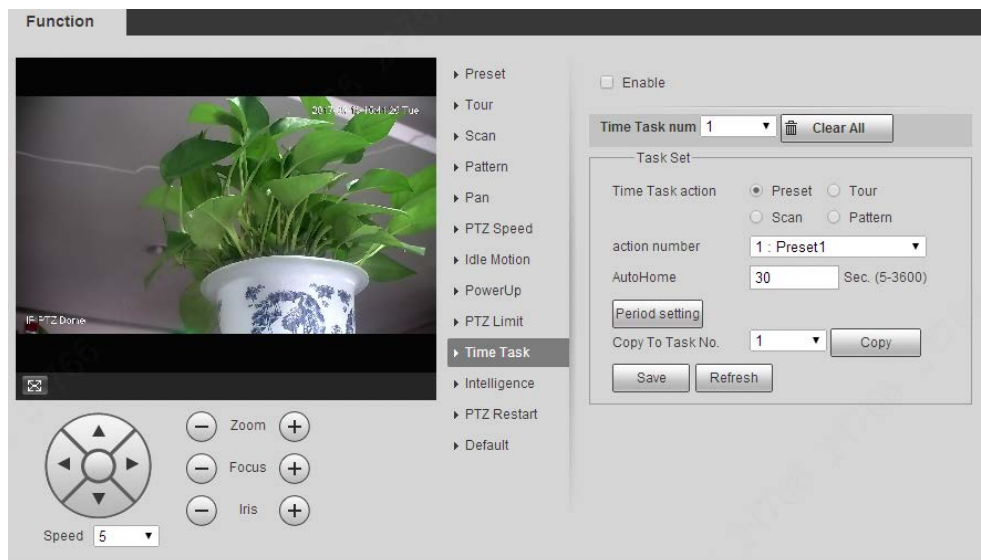 Function
Tue
IP PTZ Dome
Zoom
Focus
Iris
Speed 5
Preset
Tour
Scan
Pattern
Pan
PTZ Speed
Idle Motion
PowerUp
PTZ Limit
Time Task
Intelligence
PTZ Restart
Default
Enable
Time Task num 1 Clear All
Task Set
Time Task action Preset Tour
Scan Pattern
action number 1 : Preset1
AutoHome 30 Sec. (5-3600)
Period setting
Copy To Task No. 1 Copy
Save Refresh